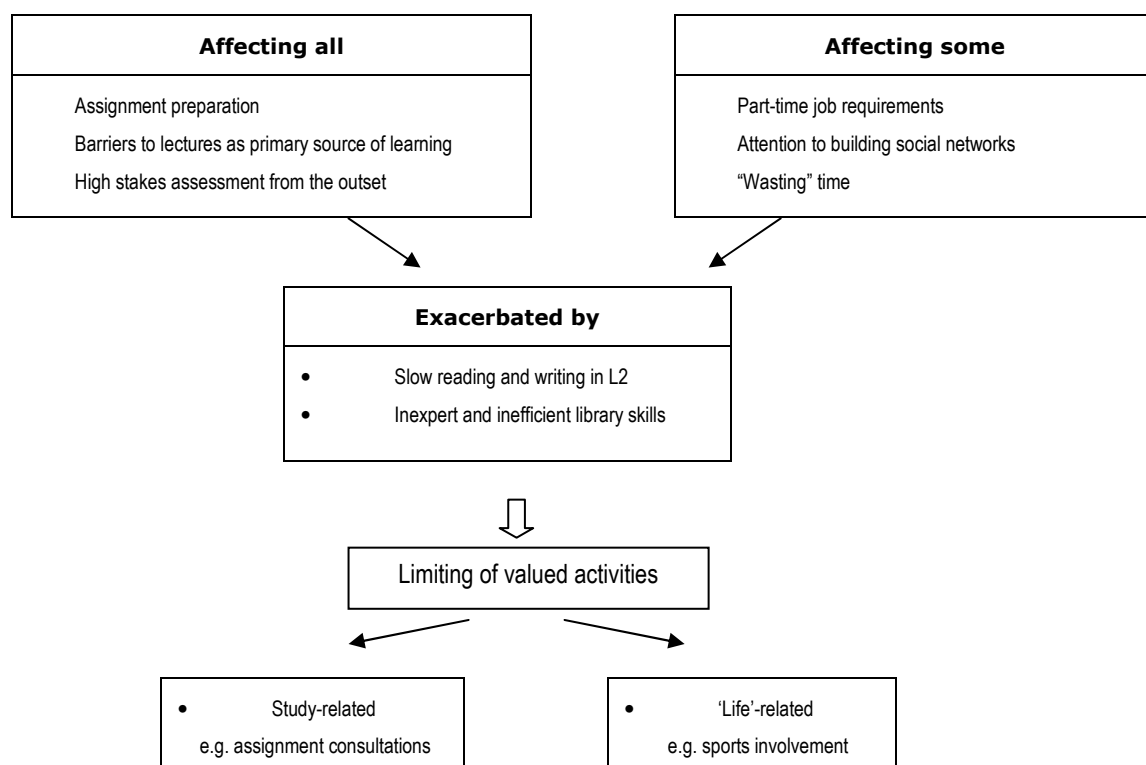 Affecting all
Assignment preparation
Barriers to lectures as primary source of learning
High stakes assessment from the outset
Affecting some
Part-time job requirements
Attention to building social networks
“Wasting” time
Exacerbated by
• Slow reading and writing in L2
• Inexpert and inefficient library skills
Limiting of valued activities
• Study-related
e.g. assignment consultations
• ‘Life’-related
e.g. sports involvement